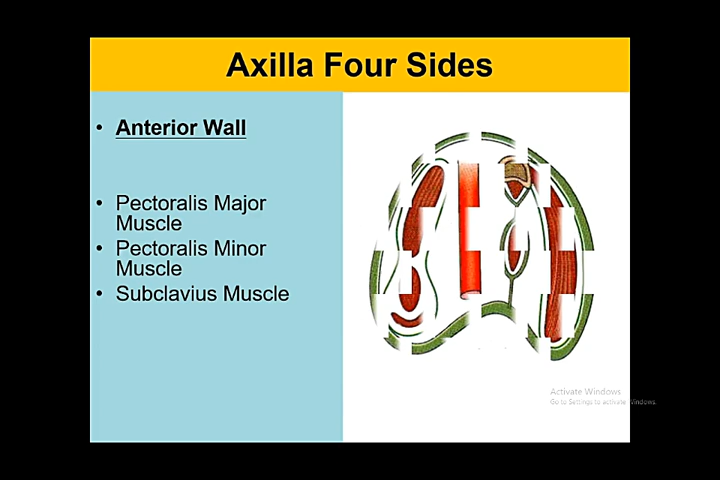 Axilla Four Sides
• Anterior Wall
• Pectoralis Major
Muscle
• Pectoralis Minor
Muscle
• Subclavius Muscle
Activate Windows
Go to Settings to activate Windows.